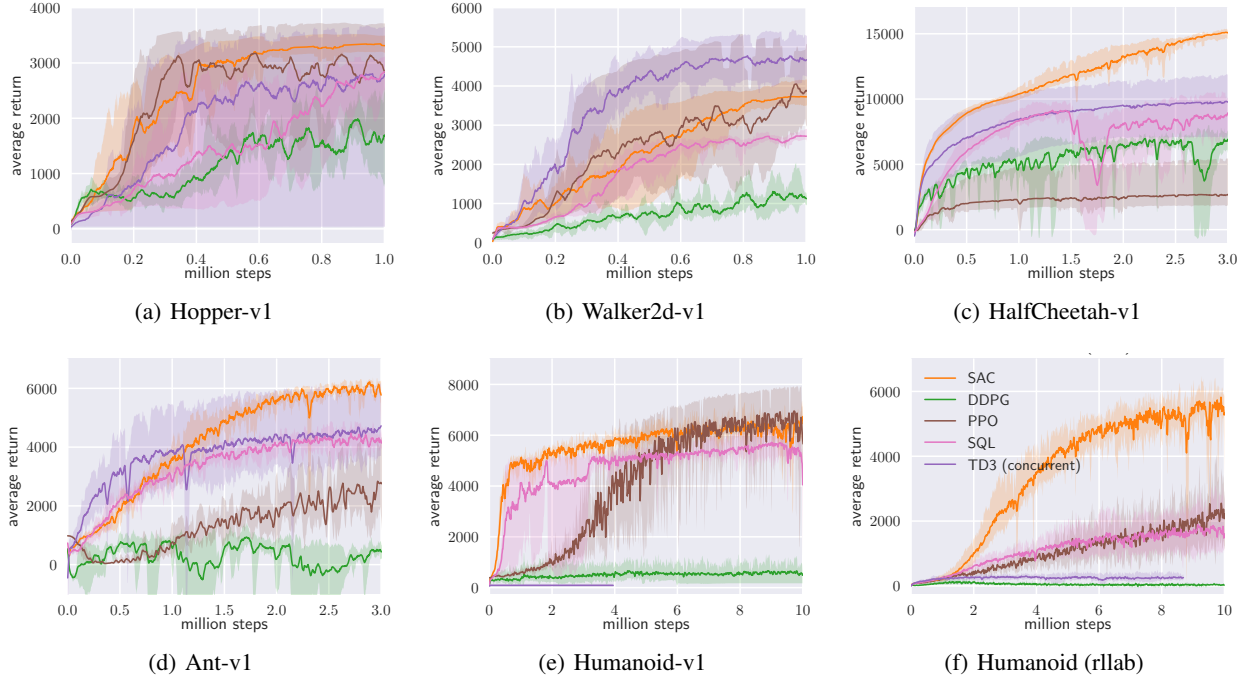 4000
3000
2000
1000
0
average return
0.0 0.2 0.4 0.6 0.8 1.0
million steps
(a) Hopper-v1
6000
5000
4000
3000
2000
1000
0
average return
0.0 0.2 0.4 0.6 0.8 1.0
million steps
(b) Walker2d-v1
15000
10000
5000
0
average return
0.0 0.5 1.0 1.5 2.0 2.5 3.0
million steps
(c) HalfCheetah-v1
6000
4000
2000
0
average return
0.0 0.5 1.0 1.5 2.0 2.5 3.0
million steps
(d) Ant-v1
8000
6000
4000
2000
0
average return
0 2 4 6 8 10
million steps
(e) Humanoid-v1
6000
4000
2000
0
average return
SAC
DDPG
PPO
SQL
TD3 (concurrent)
0 2 4 6 8 10
million steps
(f) Humanoid (rllab)